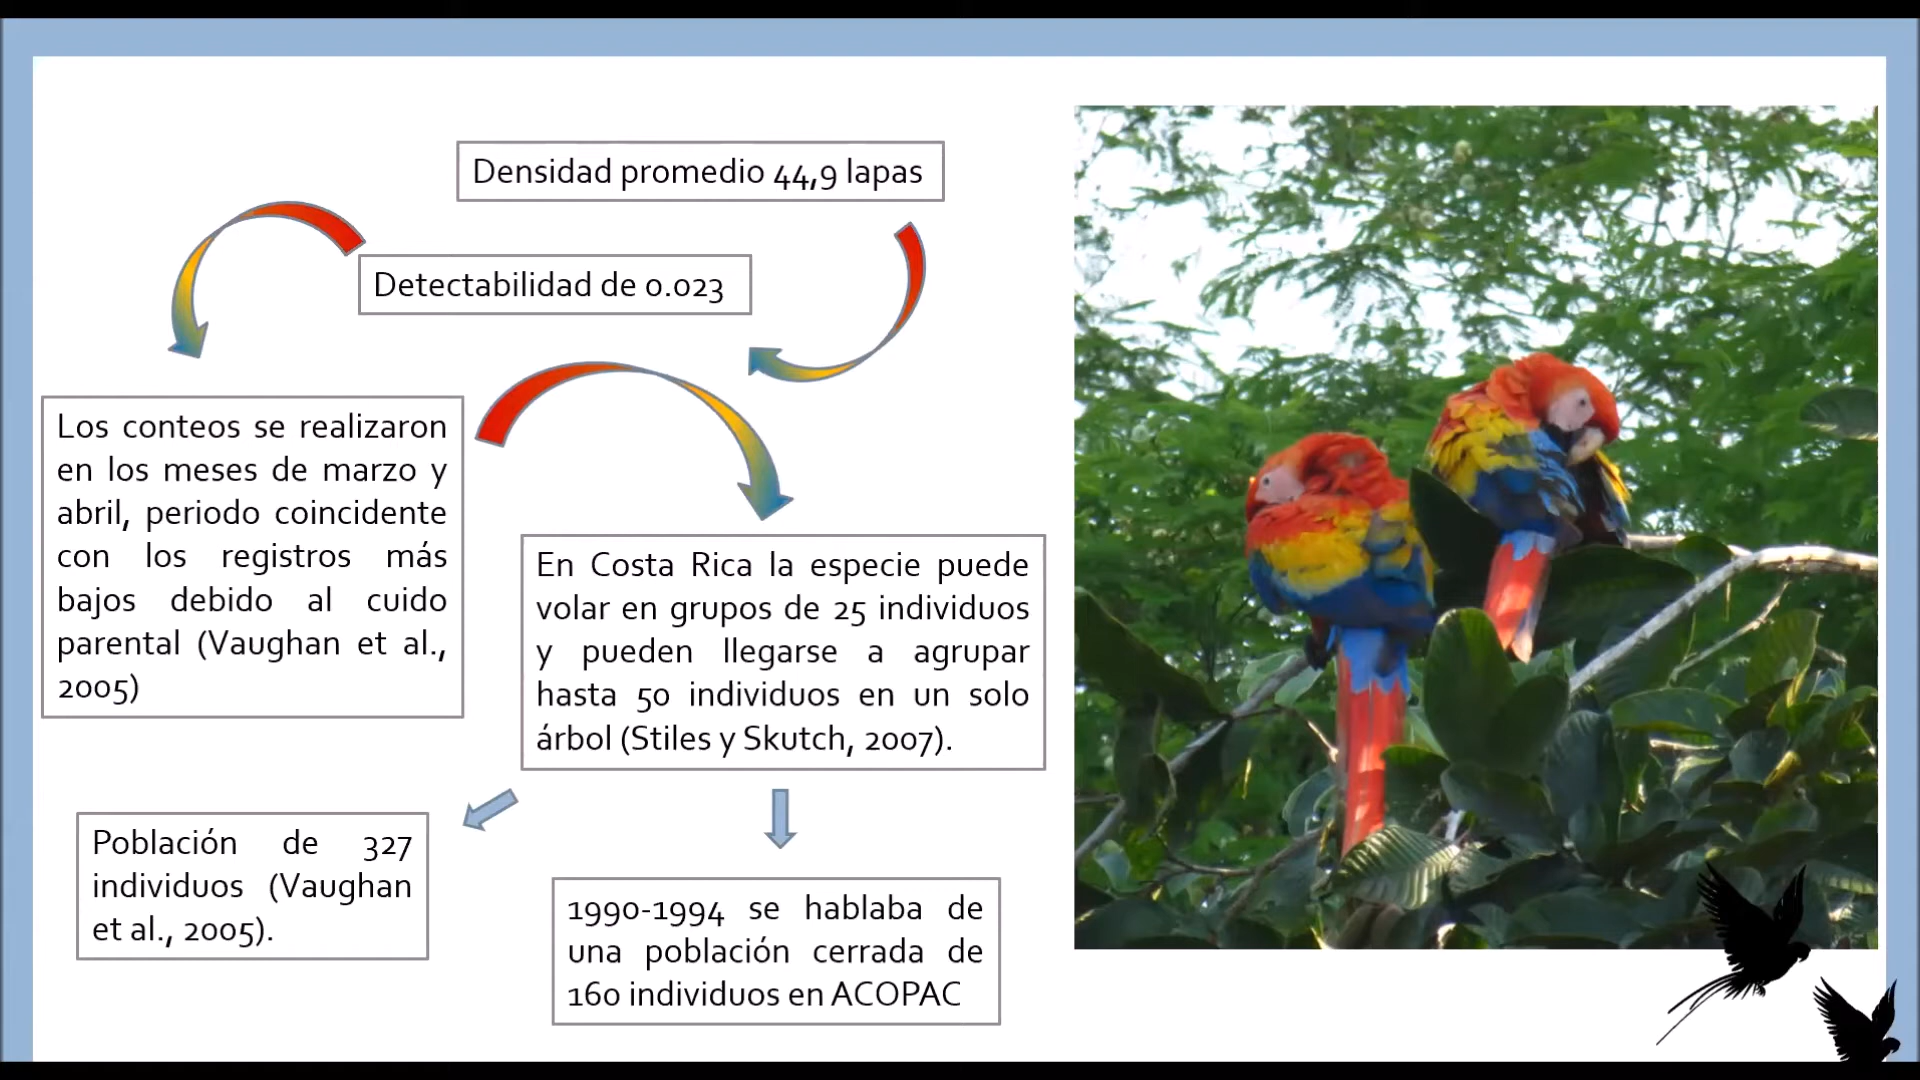 Densidad promedio 44,9 lapas
Detectabilidad de 0.023
Los conteos se realizaron
en los meses de marzo y
abril, periodo coincidente
con los registros más
bajos debido al cuido
parental (Vaughan et al.,
2005)
En Costa Rica la especie puede
volar en grupos de 25 individuos
y pueden llegarse a agrupar
hasta 50 individuos en un solo
árbol (Stiles y Skutch, 2007).
Población de 327
individuos (Vaughan
et al., 2005).
1990-1994 se hablaba de
una población cerrada de
160 individuos en ACOPAC